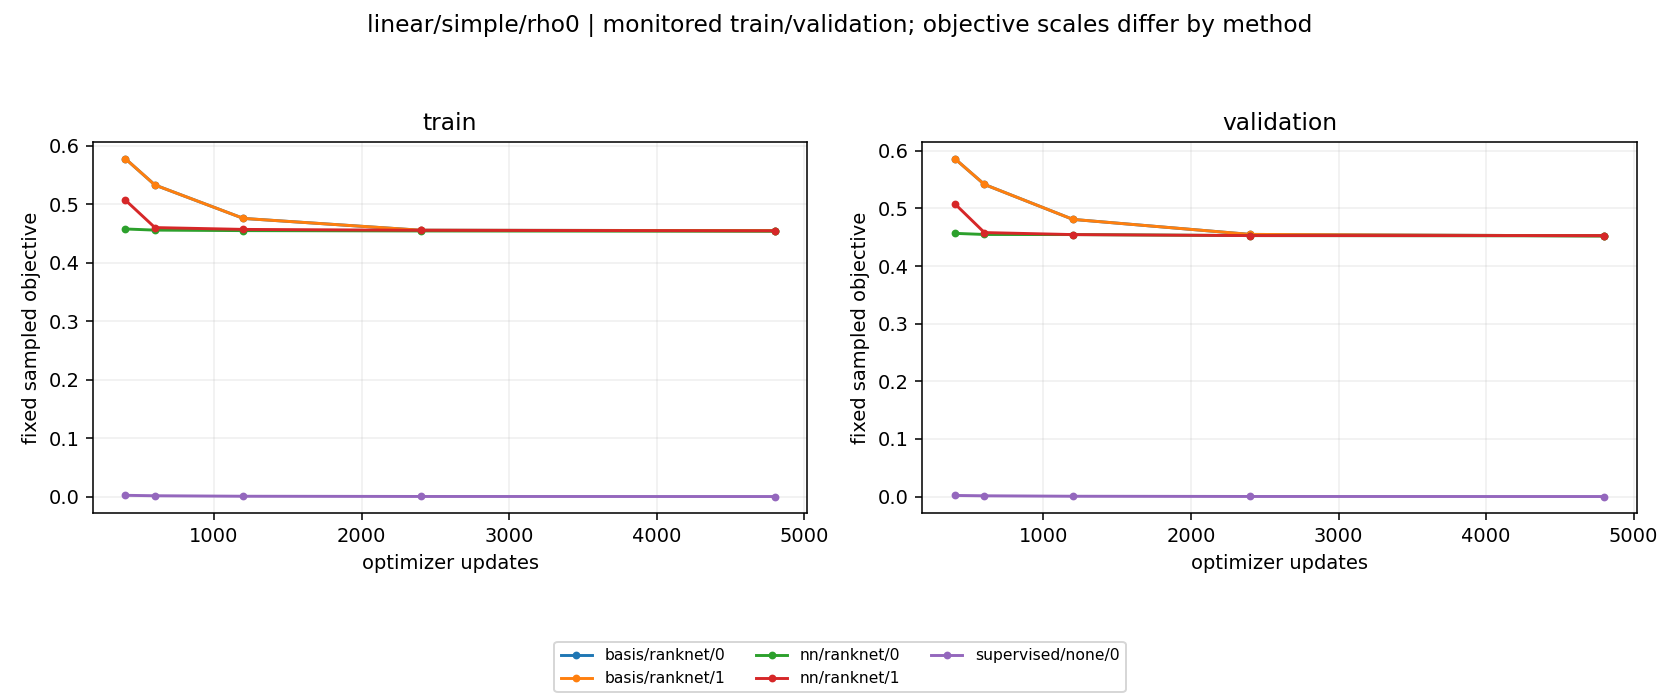 linear/simple/rho0 | monitored train/validation; objective scales differ by method
train
validation
fixed sampled objective
0.6
0.5
0.4
0.3
0.2
0.1
0.0
1000 2000 3000 4000 5000
optimizer updates
fixed sampled objective
0.6
0.5
0.4
0.3
0.2
0.1
0.0
1000 2000 3000 4000 5000
optimizer updates
basis/ranknet/0 nn/ranknet/0 supervised/none/0
basis/ranknet/1 nn/ranknet/1